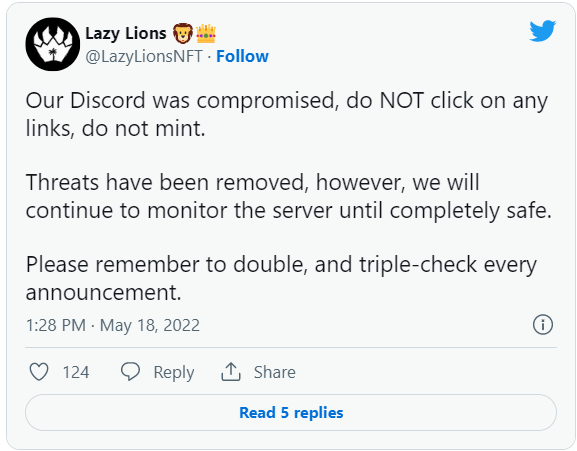 Lazy Lions 🦁👑
@LazyLionsNFT · Follow
Our Discord was compromised, do NOT click on any
links, do not mint.
Threats have been removed, however, we will
continue to monitor the server until completely safe.
Please remember to double, and triple-check every
announcement.
1:28 PM · May 18, 2022
124 Reply Share
Read 5 replies